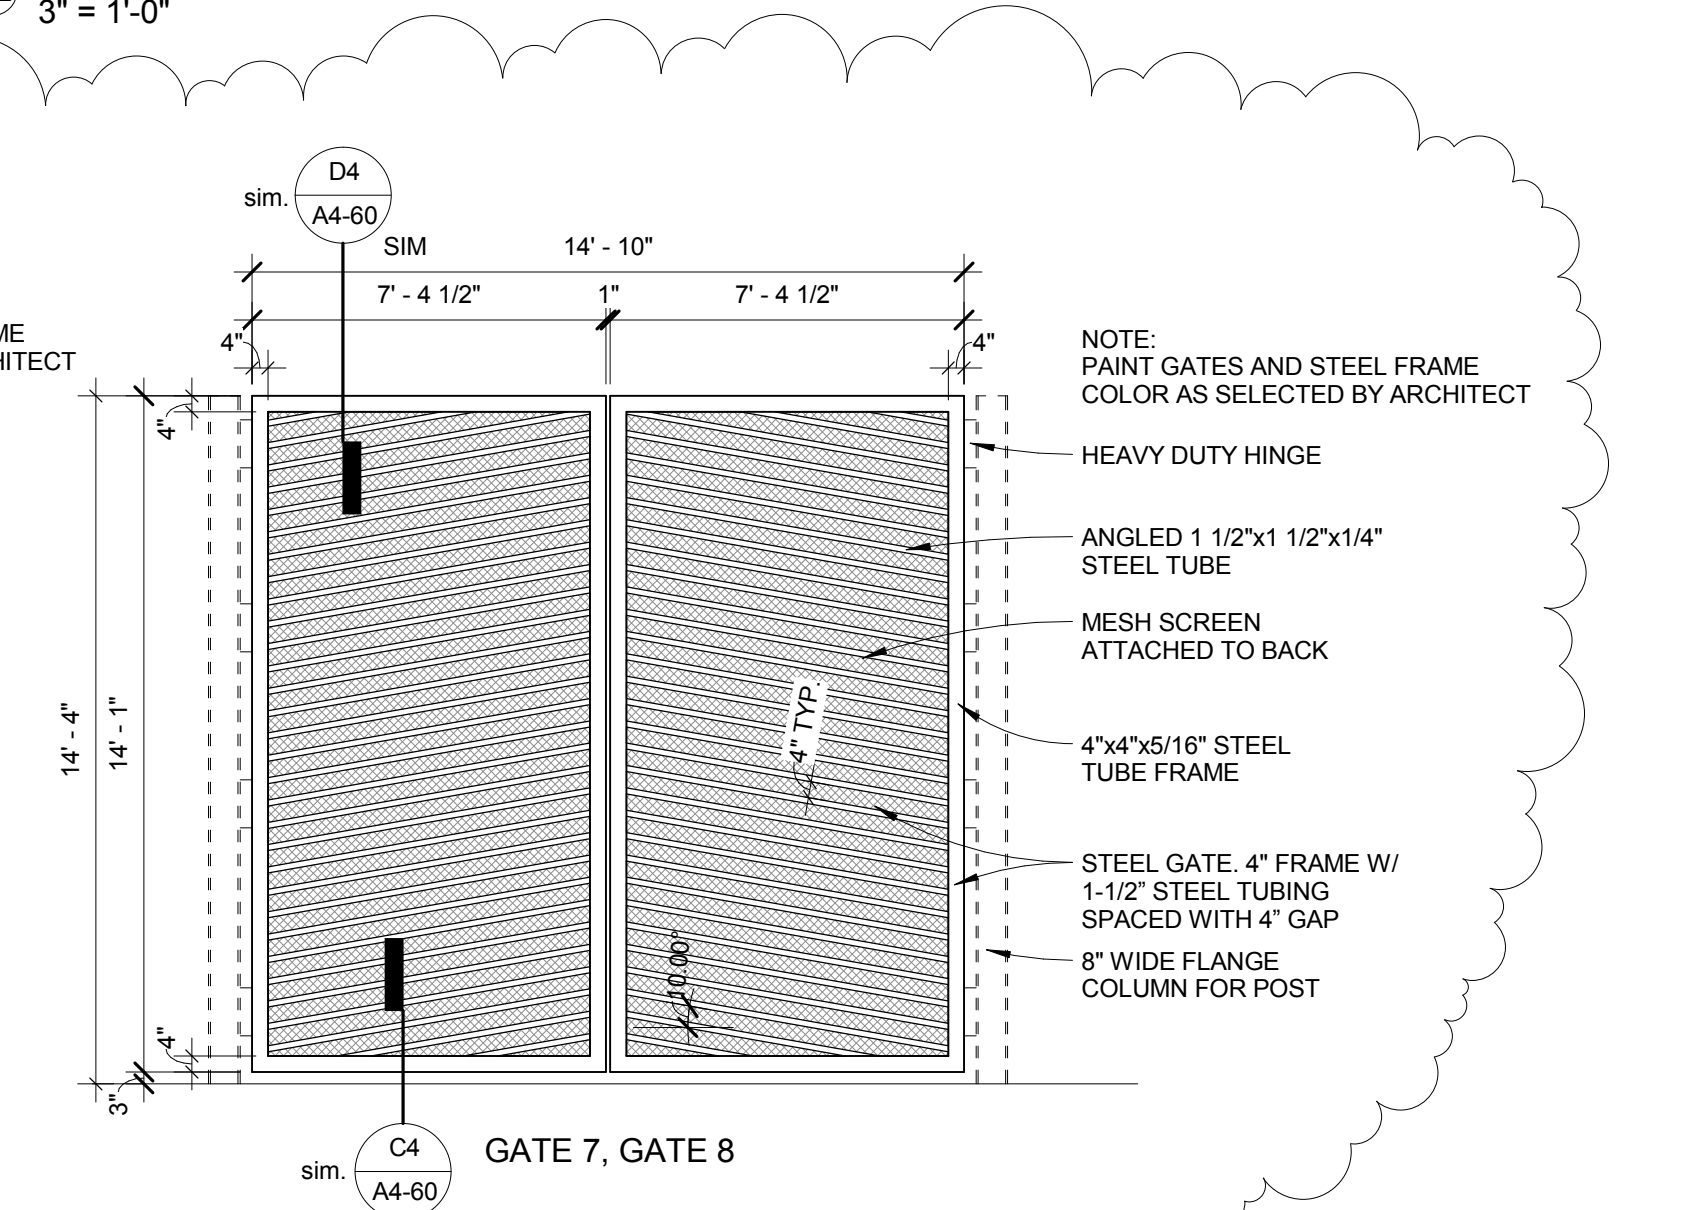 3" = 1'-0"
D4
sim.
A4-60
SIM
14' - 10"
7' - 4 1/2"
1"
7' - 4 1/2"
4"
4"
ME
HITECT
NOTE:
PAINT GATES AND STEEL FRAME
COLOR AS SELECTED BY ARCHITECT
4"
HEAVY DUTY HINGE
ANGLED 1 1/2"x1 1/2"x1/4"
STEEL TUBE
MESH SCREEN
ATTACHED TO BACK
14' - 4"
14' - 1"
4" TYP.
4"x4"x5/16" STEEL
TUBE FRAME
STEEL GATE. 4" FRAME W/
1-1/2” STEEL TUBING
SPACED WITH 4” GAP
10.00°
8" WIDE FLANGE
COLUMN FOR POST
4"
3"
C4
sim.
A4-60
GATE 7, GATE 8